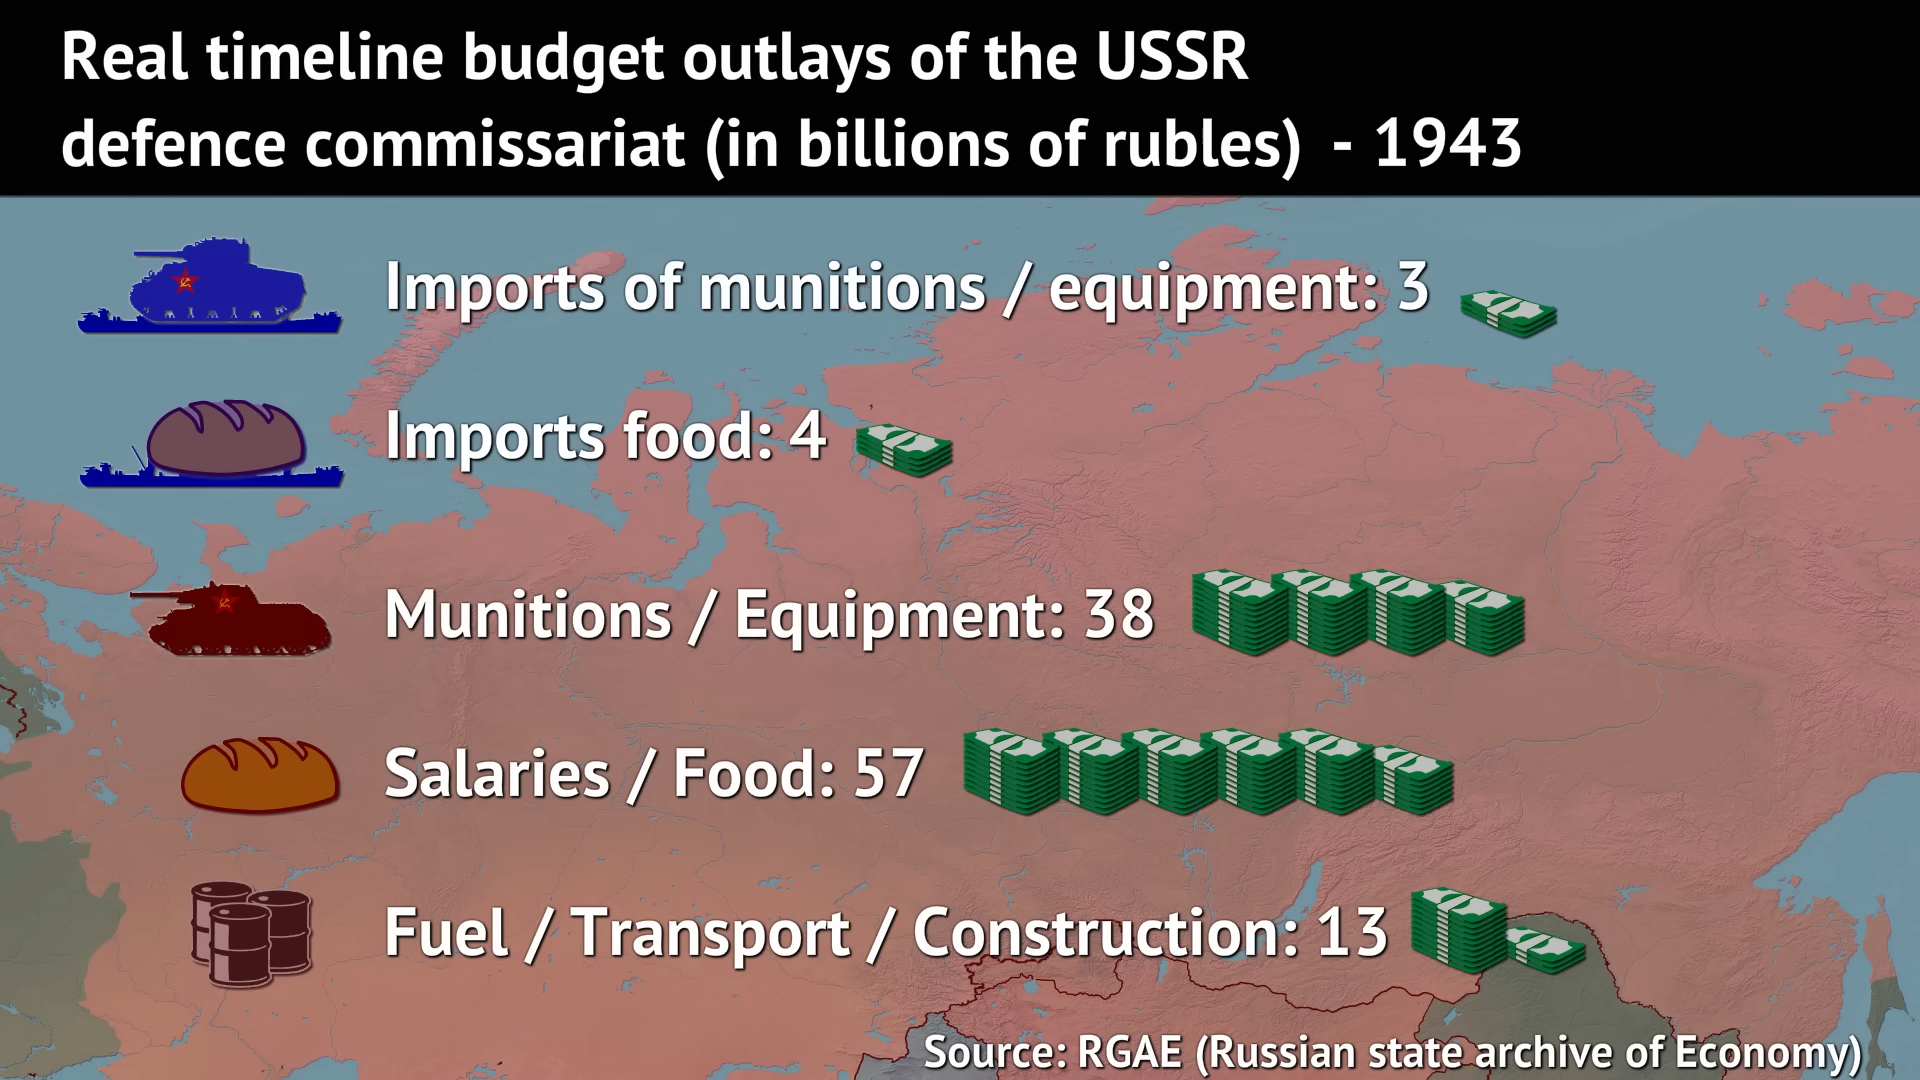 Real timeline budget outlays of the USSR
defence commissariat (in billions of rubles) - 1943
Imports of munitions / equipment: 3
Imports food: 4
Munitions / Equipment: 38
Salaries / Food: 57
Fuel / Transport / Construction: 13
Source: RGAE (Russian state archive of Economy)